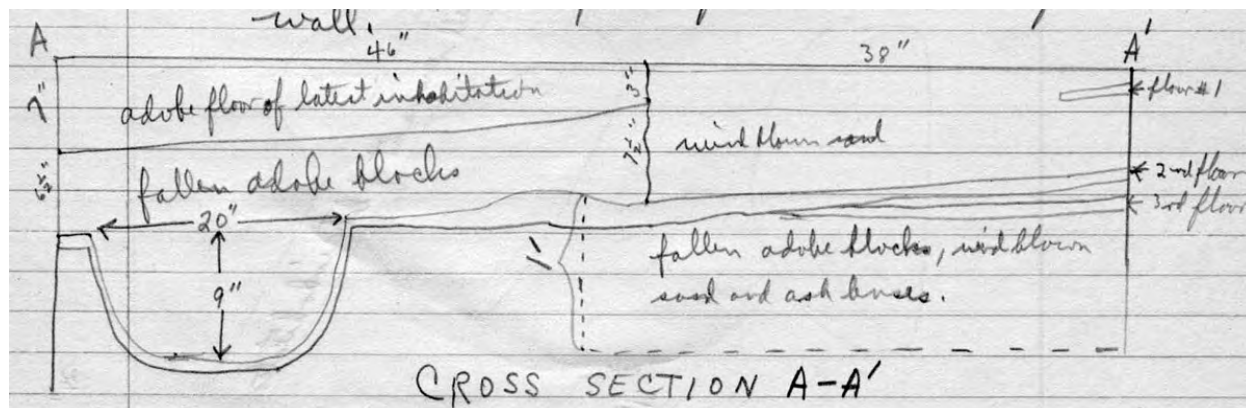 wall.
A 46" 38" A'
7" adobe floor of latest inhabitation 3" floor #1
6½" fallen adobe blocks 7½" wind blown sand 2nd floor
20" 3rd floor
9" 1' fallen adobe blocks, wind blown
sand and ash lenses.
CROSS SECTION A-A'